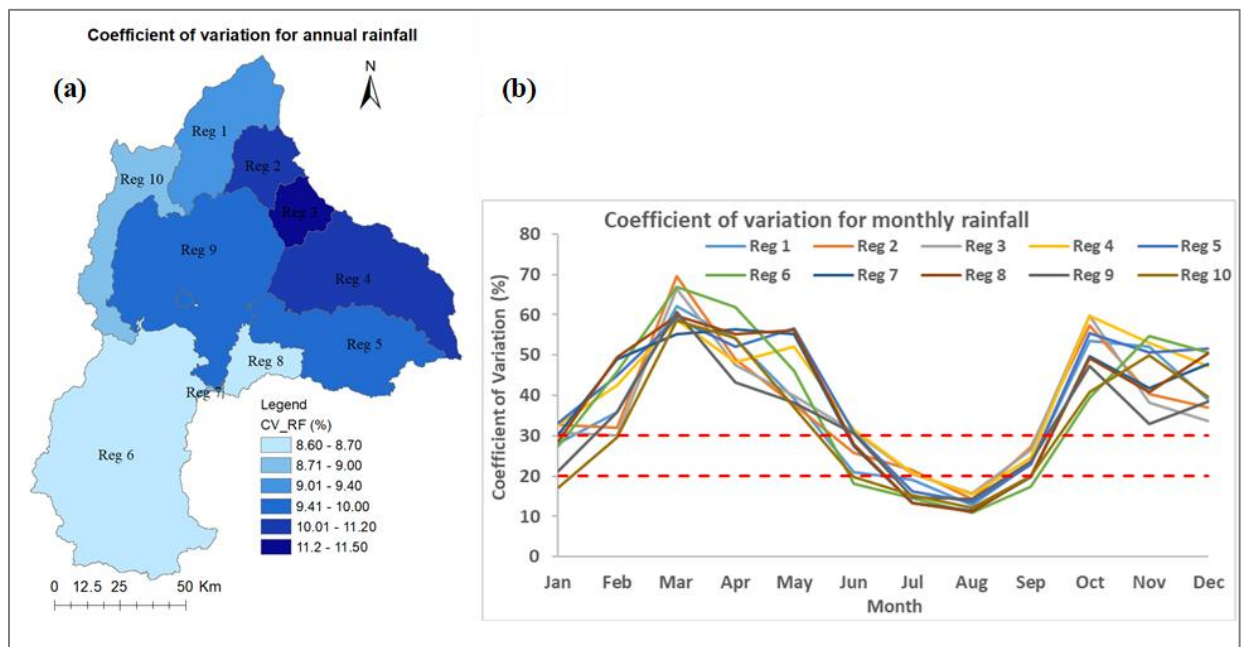 Coefficient of variation for annual rainfall
(a)
N
Reg 1
Reg 2
Reg 10
Reg 3
Reg 9
Reg 4
Reg 5
Reg 8
Reg 7
Reg 6
Legend
CV_RF (%)
8.60 - 8.70
8.71 - 9.00
9.01 - 9.40
9.41 - 10.00
10.01 - 11.20
11.2 - 11.50
0 12.5 25 50 Km
(b)
Coefficient of variation for monthly rainfall
Reg 1 Reg 2 Reg 3 Reg 4 Reg 5
Reg 6 Reg 7 Reg 8 Reg 9 Reg 10
Coefficient of Variation (%)
80
70
60
50
40
30
20
10
0
Jan Feb Mar Apr May Jun Jul Aug Sep Oct Nov Dec
Month